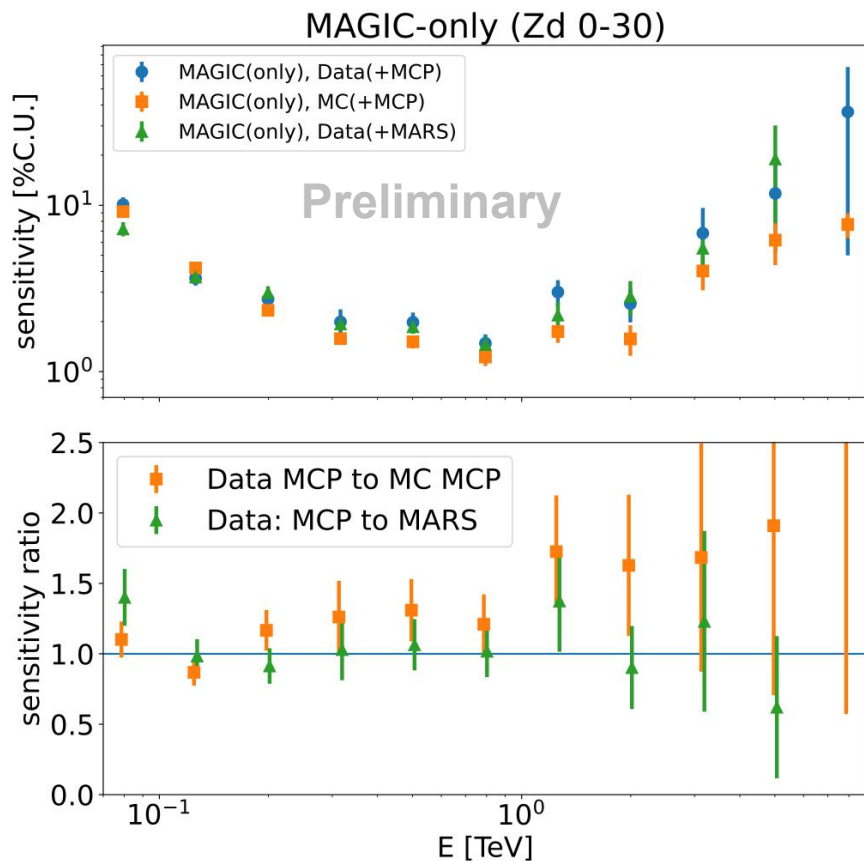 MAGIC-only (Zd 0-30)
MAGIC(only), Data(+MCP)
MAGIC(only), MC(+MCP)
MAGIC(only), Data(+MARS)
Preliminary
sensitivity [%C.U.]
10¹
10⁰
Data MCP to MC MCP
Data: MCP to MARS
sensitivity ratio
2.5
2.0
1.5
1.0
0.5
0.0
10⁻¹
10⁰
E [TeV]